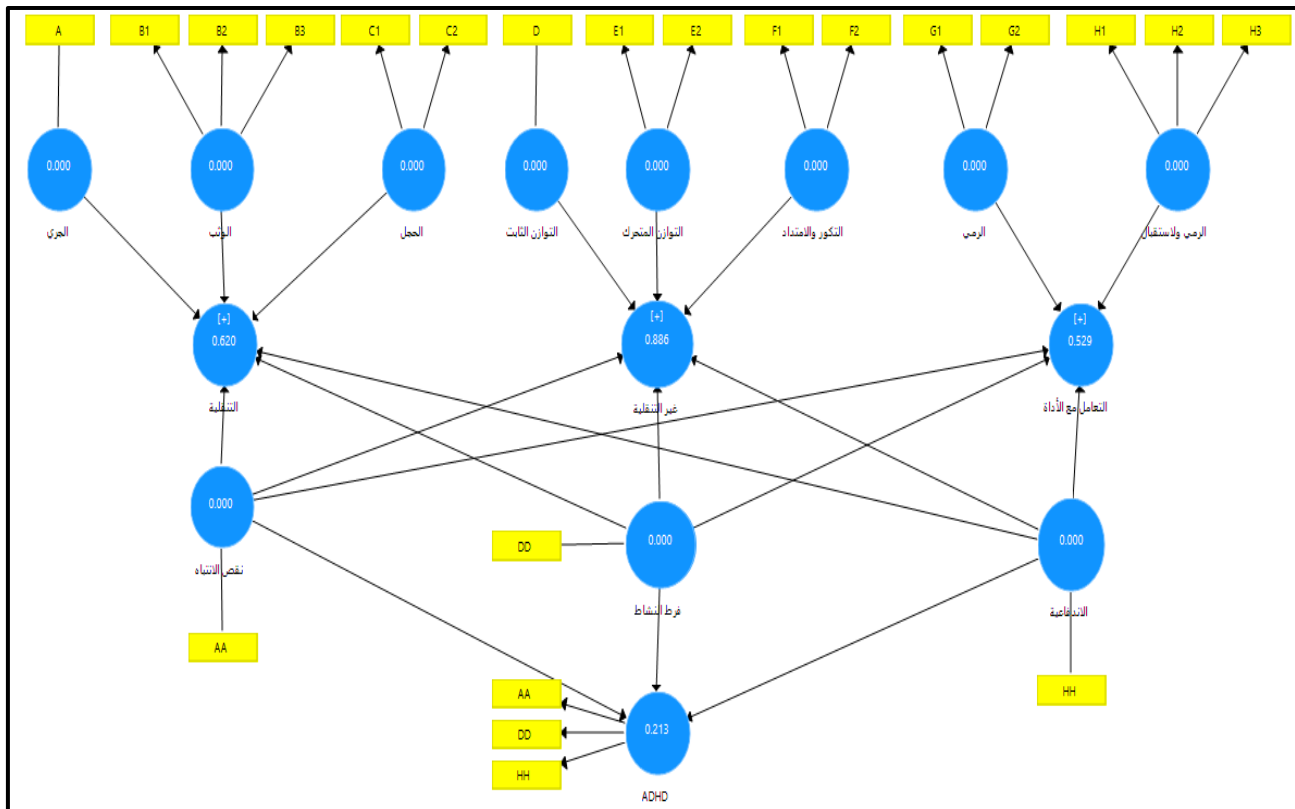 A
B1
B2
B3
C1
C2
D
E1
E2
F1
F2
G1
G2
H1
H2
H3
0.000
0.000
0.000
0.000
0.000
0.000
0.000
0.000
الجري
الوثب
الحجل
التوازن الثابت
التوازن المتحرك
التكور والامتداد
الرمي
الرمي ولاستقبال
[+]
0.620
[+]
0.886
[+]
0.529
التنقلية
غير التنقلية
التعامل مع الأداة
0.000
DD
0.000
0.000
نقص الانتباه
فرط النشاط
الاندفاعية
AA
HH
AA
DD
HH
0.213
ADHD